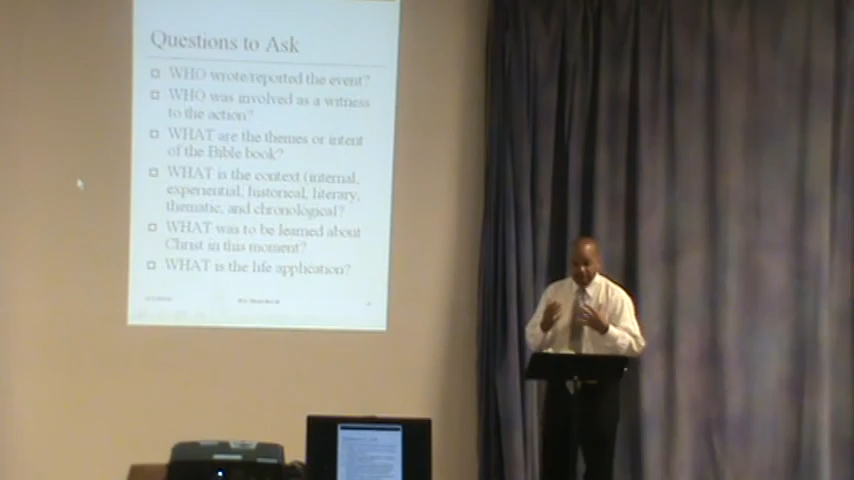 Questions to Ask
WHO wrote/reported the event?
WHO was involved as a witness
to the action?
WHAT are the themes or intent
of the Bible book?
WHAT is the context (internal,
experiential, historical, literary,
thematic, and chronological?
WHAT was to be learned about
Christ in this moment?
WHAT is the life application?